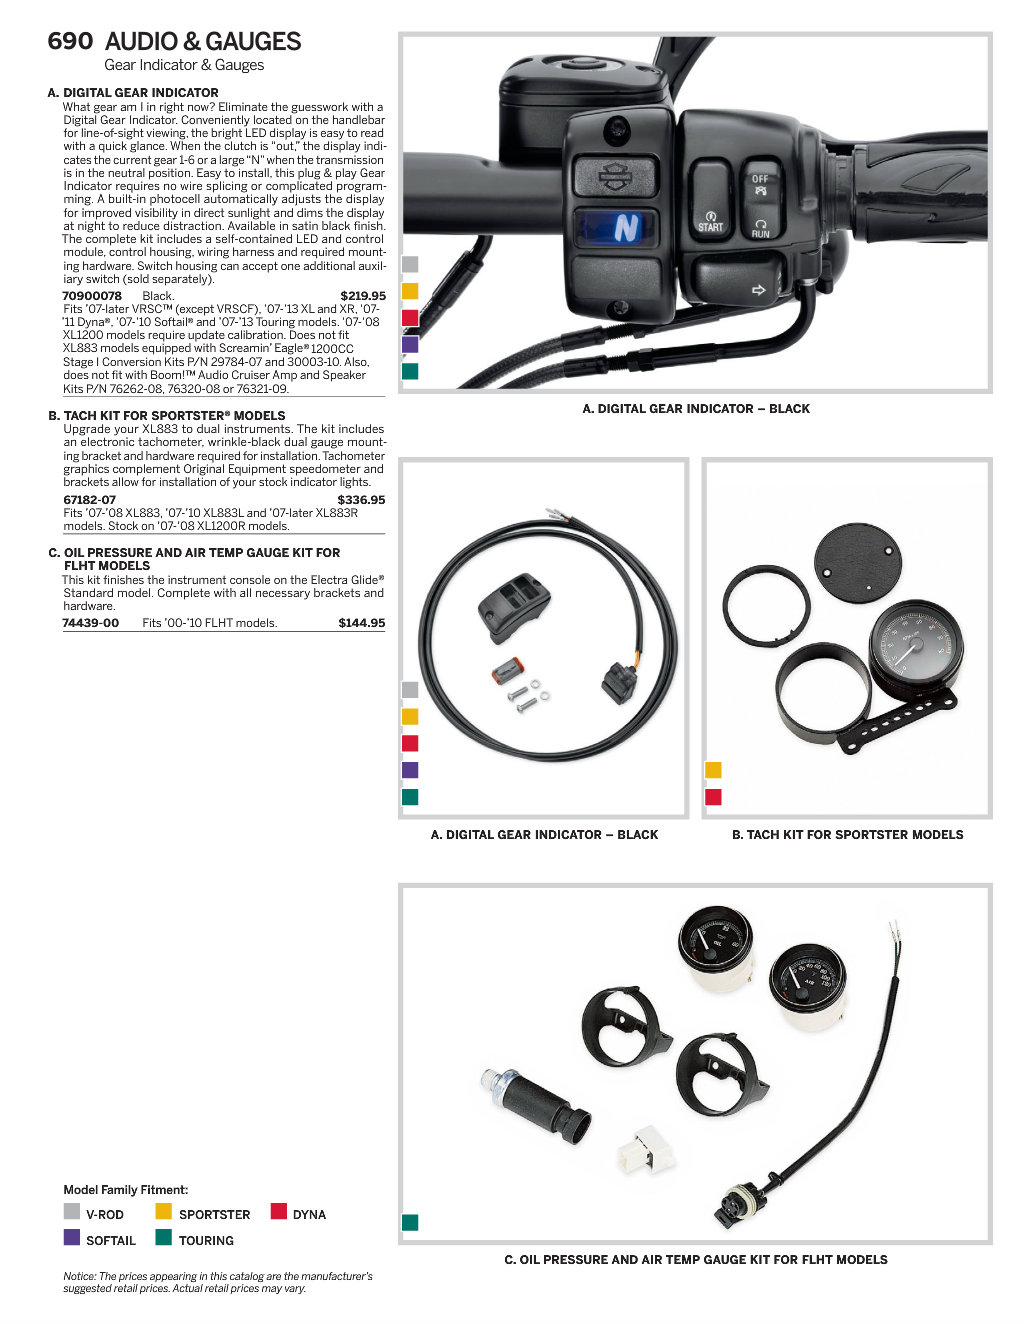 690 AUDIO & GAUGES
Gear Indicator & Gauges
A. DIGITAL GEAR INDICATOR
What gear am I in right now? Eliminate the guesswork with a
Digital Gear Indicator. Conveniently located on the handlebar
for line-of-sight viewing, the bright LED display is easy to read
with a quick glance. When the clutch is “out,” the display indi-
cates the current gear 1-6 or a large “N” when the transmission
is in the neutral position. Easy to install, this plug & play Gear
Indicator requires no wire splicing or complicated program-
ming. A built-in photocell automatically adjusts the display
for improved visibility in direct sunlight and dims the display
at night to reduce distraction. Available in satin black finish.
The complete kit includes a self-contained LED and control
module, control housing, wiring harness and required mount-
ing hardware. Switch housing can accept one additional auxil-
iary switch (sold separately).
70900078 Black. $219.95
Fits ’07-later VRSC™ (except VRSCF), ’07-’13 XL and XR, ’07-
’11 Dyna®, ’07-’10 Softail® and ’07-’13 Touring models. ’07-’08
XL1200 models require update calibration. Does not fit
XL883 models equipped with Screamin’ Eagle® 1200CC
Stage I Conversion Kits P/N 29784-07 and 30003-10. Also,
does not fit with Boom!™ Audio Cruiser Amp and Speaker
Kits P/N 76262-08, 76320-08 or 76321-09.
B. TACH KIT FOR SPORTSTER® MODELS
Upgrade your XL883 to dual instruments. The kit includes
an electronic tachometer, wrinkle-black dual gauge mount-
ing bracket and hardware required for installation. Tachometer
graphics complement Original Equipment speedometer and
brackets allow for installation of your stock indicator lights.
67182-07 $336.95
Fits ’07-’08 XL883, ’07-’10 XL883L and ’07-later XL883R
models. Stock on ’07-’08 XL1200R models.
C. OIL PRESSURE AND AIR TEMP GAUGE KIT FOR
FLHT MODELS
This kit finishes the instrument console on the Electra Glide®
Standard model. Complete with all necessary brackets and
hardware.
74439-00 Fits ’00-’10 FLHT models. $144.95
OFF
START
RUN
N
A. DIGITAL GEAR INDICATOR – BLACK
A. DIGITAL GEAR INDICATOR – BLACK
B. TACH KIT FOR SPORTSTER MODELS
OIL
AIR
C. OIL PRESSURE AND AIR TEMP GAUGE KIT FOR FLHT MODELS
Model Family Fitment:
V-ROD SPORTSTER DYNA
SOFTAIL TOURING
Notice: The prices appearing in this catalog are the manufacturer’s
suggested retail prices. Actual retail prices may vary.